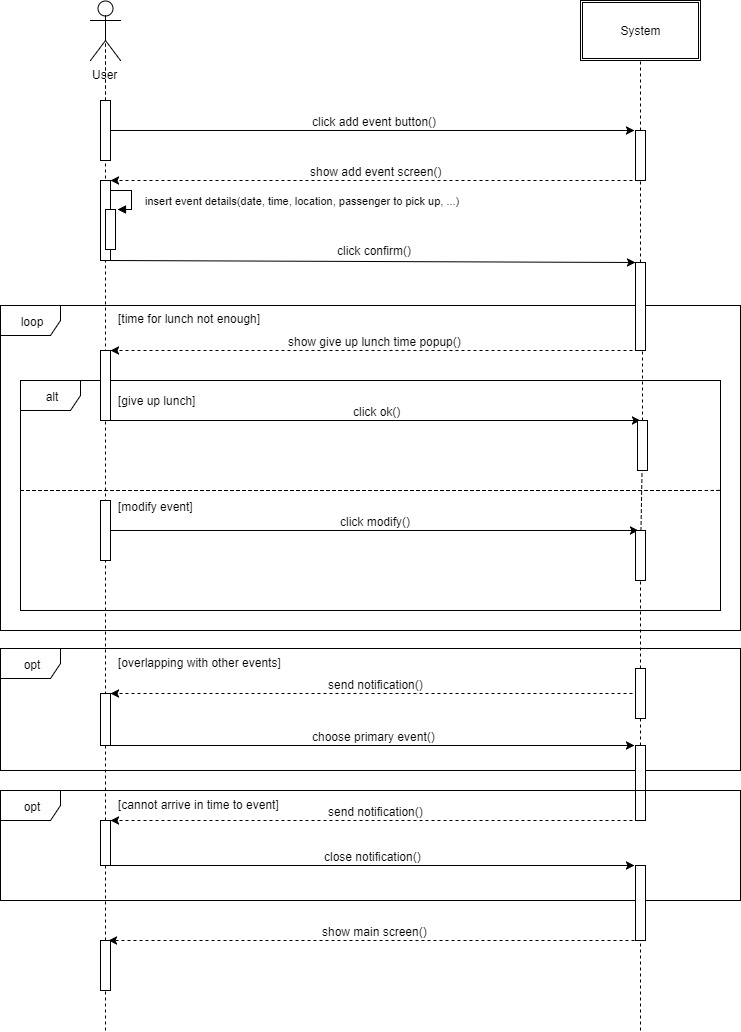 System
User
click add event button()
show add event screen()
insert event details(date, time, location, passenger to pick up, ...)
click confirm()
loop
[time for lunch not enough]
show give up lunch time popup()
alt
[give up lunch]
click ok()
[modify event]
click modify()
opt
[overlapping with other events]
send notification()
choose primary event()
opt
[cannot arrive in time to event]
send notification()
close notification()
show main screen()